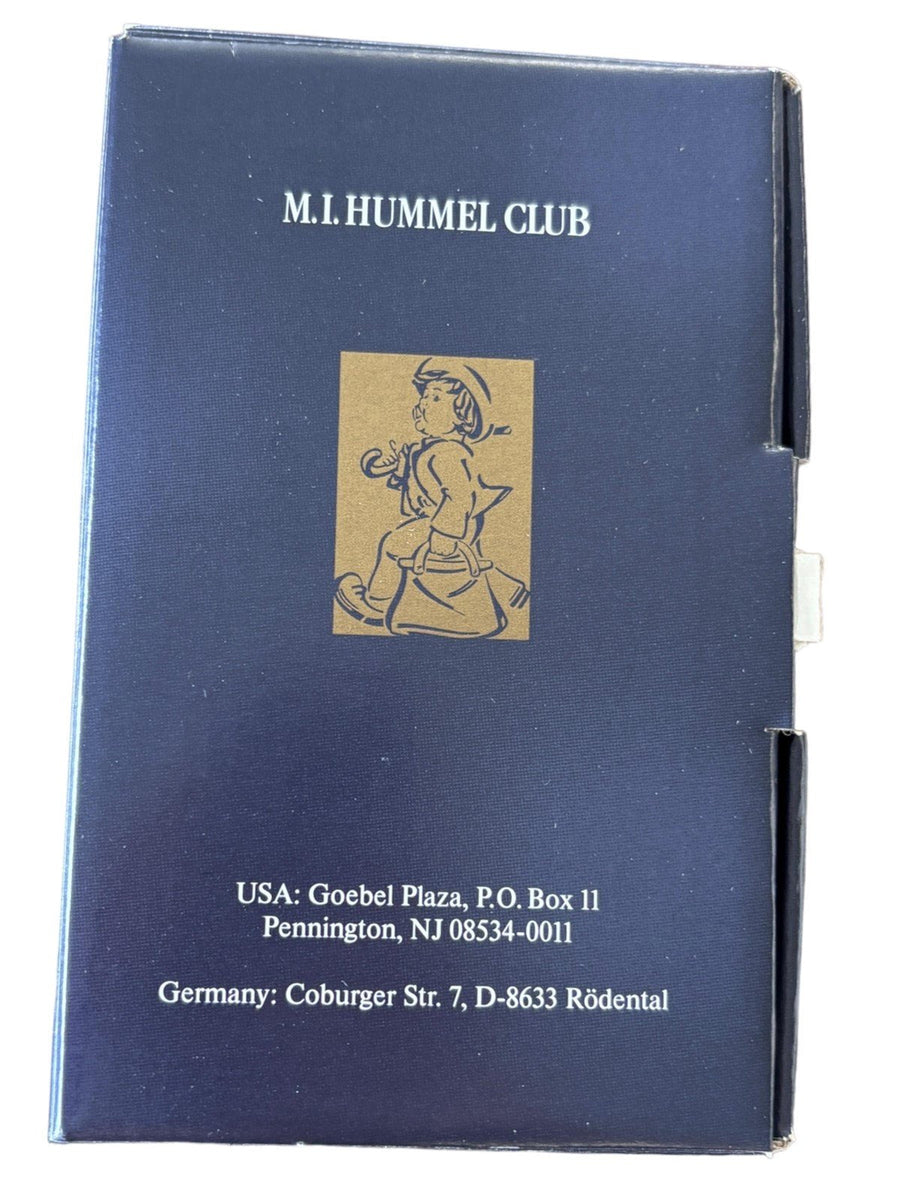 M.I. HUMMEL CLUB
USA: Goebel Plaza, P.O. Box 11
Pennington, NJ 08534-0011
Germany: Coburger Str. 7, D-8633 Rödental